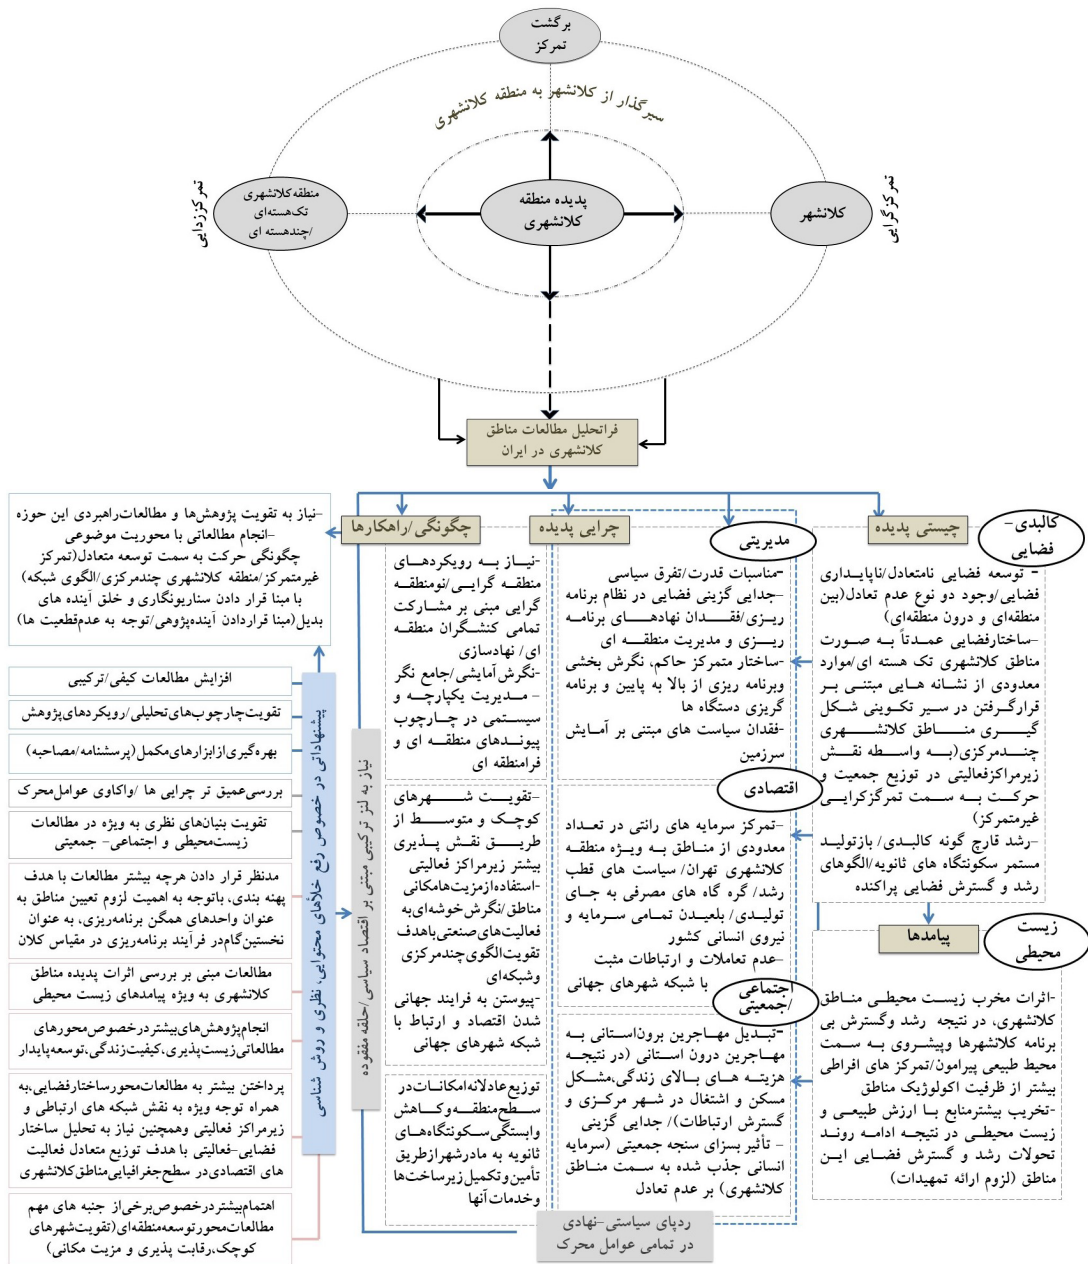 برگشت
تمرکز
سیرگذار از کلانشهر به منطقه کلانشهری
تمرکزگرایی
کلانشهر
پدیده منطقه
کلانشهری
منطقه‌کلانشهری
تک‌هسته‌ای
/چندهسته ای
تمرکززدایی
فراتحلیل مطالعات مناطق
کلانشهری در ایران
کالبدی-
فضایی
چیستی پدیده
- توسعه فضایی نامتعادل/ناپایداری
فضایی/وجود دو نوع عدم تعادل(بین
منطقه‌ای و درون منطقه‌ای)
-ساختارفضایی عمدتاً به صورت
مناطق کلانشهری تک هسته ای/موارد
معدودی از نشانه هایی مبتنی بر
قرارگرفتن در سیر تکوینی شکل
گیری مناطق کلانشهری
چندمرکزی(به واسطه نقش
زیرمراکزفعالیتی در توزیع جمعیت و
حرکت به سمت تمرگزکرایی
غیرمتمرکز)
-رشد قارچ گونه کالبدی/ بازتولید
مستمر سکونتگاه های ثانویه/الگوهای
رشد و گسترش فضایی پراکنده
زیست
محیطی
پیامدها
-اثرات مخرب زیست محیطی مناطق
کلانشهری، در نتیجه رشد وگسترش بی
برنامه کلانشهرها وپیشروی به سمت
محیط طبیعی پیرامون/تمرکز های افراطی
بیشتر از ظرفیت اکولوژیک مناطق
-تخریب بیشترمنابع با ارزش طبیعی و
زیست محیطی در نتیجه ادامه روند
تحولات رشد و گسترش فضایی این
مناطق (لزوم ارائه تمهیدات)
چرایی پدیده
مدیریتی
-مناسبات قدرت/تفرق سیاسی
-جدایی گزینی فضایی در نظام برنامه
ریزی/فقدان نهادهای برنامه
ریزی و مدیریت منطقه ای
-ساختار متمرکز حاکم، نگرش بخشی
وبرنامه ریزی از بالا به پایین و برنامه
گریزی دستگاه ها
-فقدان سیاست های مبتنی بر آمایش
سرزمین
اقتصادی
-تمرکز سرمایه های رانتی در تعداد
معدودی از مناطق به ویژه منطقه
کلانشهری تهران/ سیاست های قطب
رشد/ گره گاه های مصرفی به جای
تولیدی/ بلعیدن تمامی سرمایه و
نیروی انسانی کشور
-عدم تعاملات و ارتباطات مثبت
با شبکه شهرهای جهانی
اجتماعی
/جمعیتی
-تبدیل مهاجرین برون‌استانی به
مهاجرین درون استانی (در نتیجه
هزینه های بالای زندگی،مشکل
مسکن و اشتغال در شهر مرکزی و
گسترش ارتباطات)/ جدایی گزینی
- تأثیر بسزای سنجه جمعیتی (سرمایه
انسانی جذب شده به سمت مناطق
کلانشهری) بر عدم تعادل
ردپای سیاستی-نهادی
در تمامی عوامل محرک
چگونگی/راهکارها
-نیاز به رویکردهای
منطقه گرایی/نومنطقه
گرایی مبنی بر مشارکت
تمامی کنشگران منطقه
ای/ نهادسازی
-نگرش آمایشی/جامع نگر
- مدیریت یکپارچه و
سیستمی در چارچوب
پیوندهای منطقه ای و
فرامنطقه ای
-تقویت شهرهای
کوچک و متوسط از
طریق نقش پذیری
بیشتر زیرمراکز فعالیتی
-استفاده‌ازمزیت‌هامکانی
مناطق/نگرش‌خوشه‌ای‌به
فعالیت‌های‌صنعتی‌باهدف
تقویت‌الگوی‌چندمرکزی
وشبکه‌ای
-پیوستن به فرایند جهانی
شدن اقتصاد و ارتباط با
شبکه شهرهای جهانی
توزیع‌عادلانه‌امکانات‌در
سطح‌منطقه‌وکاهش
وابستگی‌سکونتگاه‌های
ثانویه به مادرشهرازطریق
تأمین‌وتکمیل‌زیرساخت‌ها
وخدمات‌آنها
نیاز به لنز ترکیبی مبتنی بر اقتصاد سیاسی/حلقه مفقوده
پیشنهاداتی در خصوص رفع خلاهای محتوایی، نظری و روش شناسی
-نیاز به تقویت پژوهش‌ها و مطالعات‌راهبردی این حوزه
-انجام مطالعاتی با محوریت موضوعی
چگونگی حرکت به سمت توسعه متعادل(تمرکز
غیرمتمرکز/منطقه کلانشهری چندمرکزی/الگوی شبکه)
با مبنا قرار دادن سناریونگاری و خلق آینده های
بدیل(مبنا قراردادن آینده‌پژوهی/توجه به عدم‌قطعیت ها)
افزایش مطالعات کیفی/ترکیبی
تقویت‌چارچوب‌های‌تحلیلی/رویکردهای‌پژوهش
بهره‌گیری‌ازابزارهای‌مکمل(پرسشنامه/مصاحبه)
بررسی‌عمیق تر چرایی ها /واکاوی عوامل‌محرک
تقویت بنیان‌های نظری به ویژه در مطالعات
زیست‌محیطی و اجتماعی- جمعیتی
مدنظر قرار دادن هرچه بیشتر مطالعات با هدف
پهنه بندی، باتوجه به اهمیت لزوم تعیین مناطق به
عنوان واحدهای همگن برنامه‌ریزی، به عنوان
نخستین‌گام‌در فرآیند برنامه‌ریزی در مقیاس کلان
مطالعات مبنی بر بررسی اثرات پدیده مناطق
کلانشهری به ویژه پیامدهای زیست محیطی
انجام‌پژوهش‌های‌بیشتردرخصوص‌محورهای
مطالعاتی‌زیست‌پذیری،کیفیت‌زندگی،توسعه‌پایدار
پرداختن بیشتر به مطالعات‌محورساختارفضایی،به
همراه توجه ویژه به نقش شبکه های ارتباطی و
زیرمراکز فعالیتی وهمچنین نیاز به تحلیل ساختار
فضایی-فعالیتی با هدف توزیع متعادل فعالیت
های اقتصادی‌در سطح‌جغرافیایی‌مناطق‌کلانشهری
اهتمام‌بیشتردرخصوص‌برخی‌از جنبه های مهم
مطالعات‌محورتوسعه‌منطقه‌ای(تقویت‌شهرهای
کوچک،رقابت پذیری و مزیت مکانی)